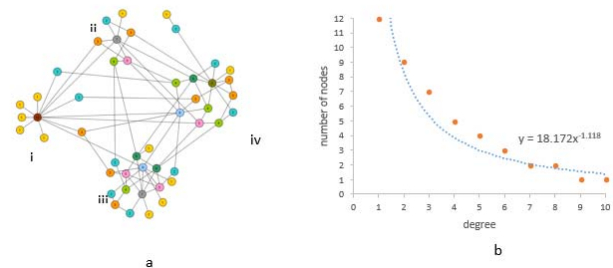 ii
i
iv
iii
a
12
11
10
9
8
7
6
5
4
3
2
1
0
number of nodes
y = 18.172x^-1.118
0 1 2 3 4 5 6 7 8 9 10
degree
b